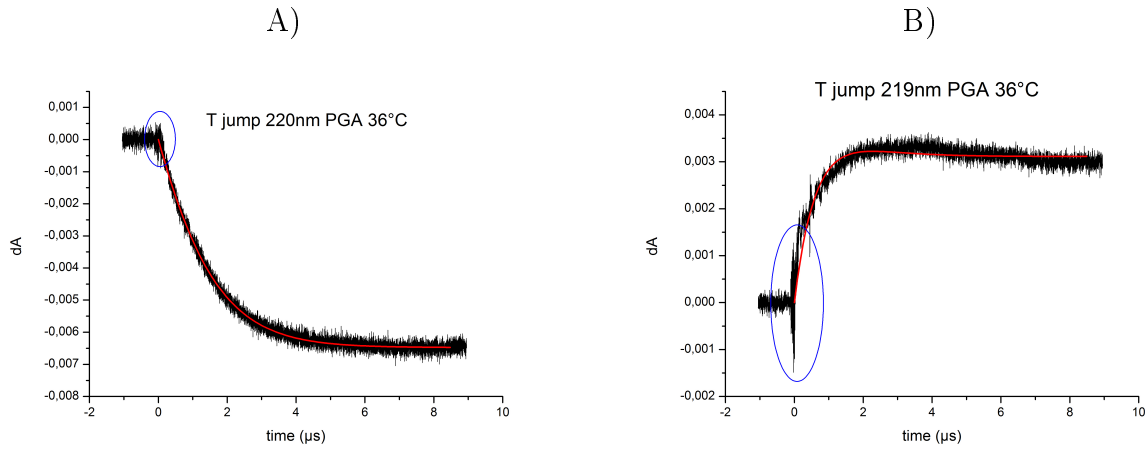 A)
T jump 220nm PGA 36°C
0,001
0,000
-0,001
-0,002
-0,003
-0,004
-0,005
-0,006
-0,007
-0,008
dA
-2 0 2 4 6 8 10
time (µs)
B)
T jump 219nm PGA 36°C
0,004
0,003
0,002
0,001
0,000
-0,001
-0,002
dA
-2 0 2 4 6 8 10
time (µs)